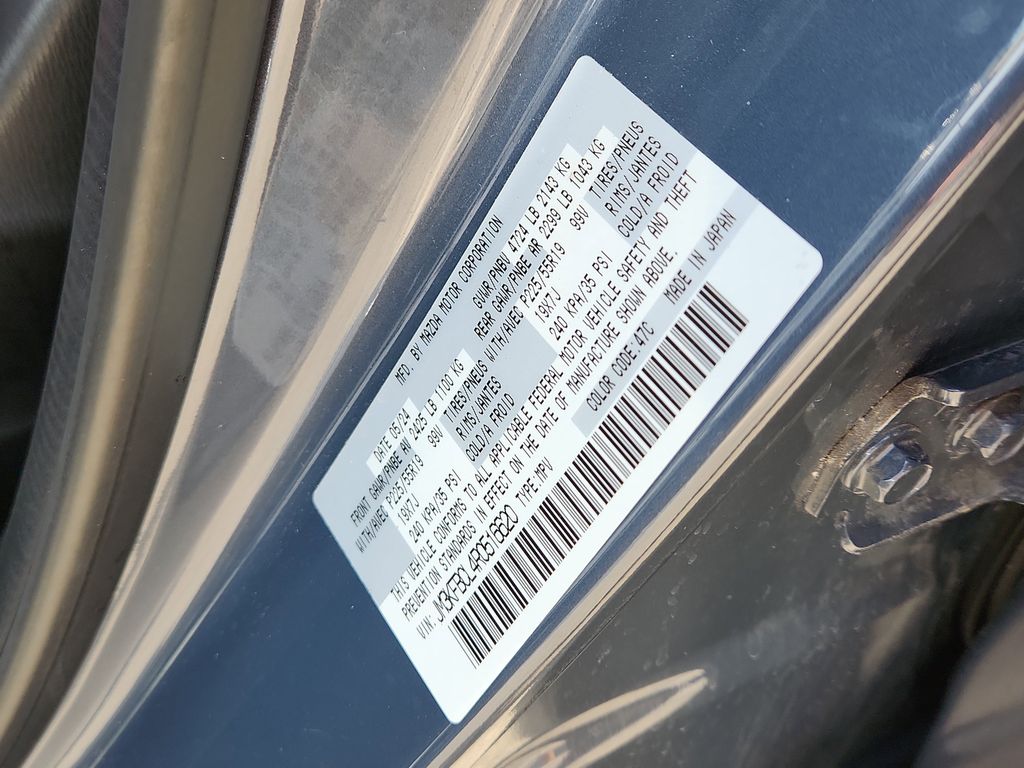 MFD. BY MAZDA MOTOR CORPORATION
DATE 05/24 GVWR/PNBV 4724 LB 2143 KG
FRONT GAWR/PNBE AV 2425 LB 1100 KG REAR GAWR/PNBE AR 2299 LB 1043 KG
WITH/AVEC P225/55R19 99V TIRES/PNEUS WITH/AVEC P225/55R19 99V TIRES/PNEUS
19X7J RIMS/JANTES 19X7J RIMS/JANTES
240 KPA/35 PSI COLD/A FROID 240 KPA/35 PSI COLD/A FROID
THIS VEHICLE CONFORMS TO ALL APPLICABLE FEDERAL MOTOR VEHICLE SAFETY AND THEFT
PREVENTION STANDARDS IN EFFECT ON THE DATE OF MANUFACTURE SHOWN ABOVE.
VIN: TYPE:MPV COLOR CODE:47C MADE IN JAPAN